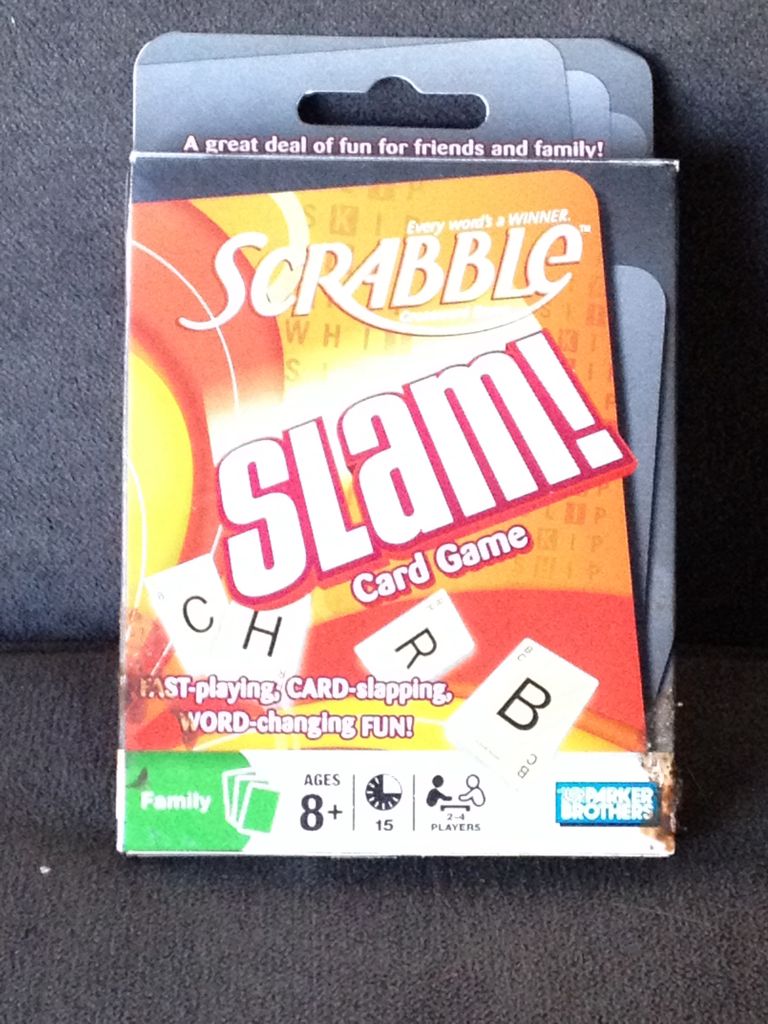 A great deal of fun for friends and family!
Every word's a WINNER.
SCRABBLE™
SLAM!
Card Game
C H R B
FAST-playing, CARD-slapping,
WORD-changing FUN!
Family
AGES
8+
15
2-4
PLAYERS
PARKER
BROTHERS